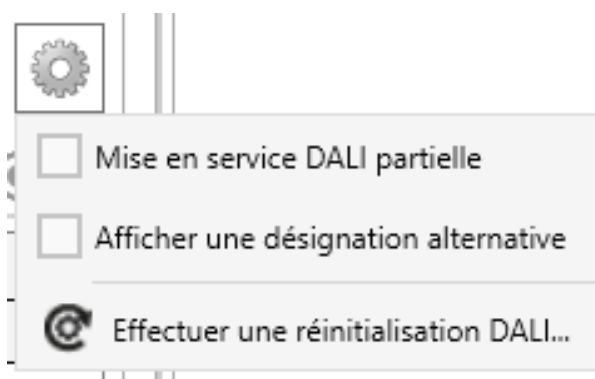 Mise en service DALI partielle
Afficher une désignation alternative
Effectuer une réinitialisation DALI...